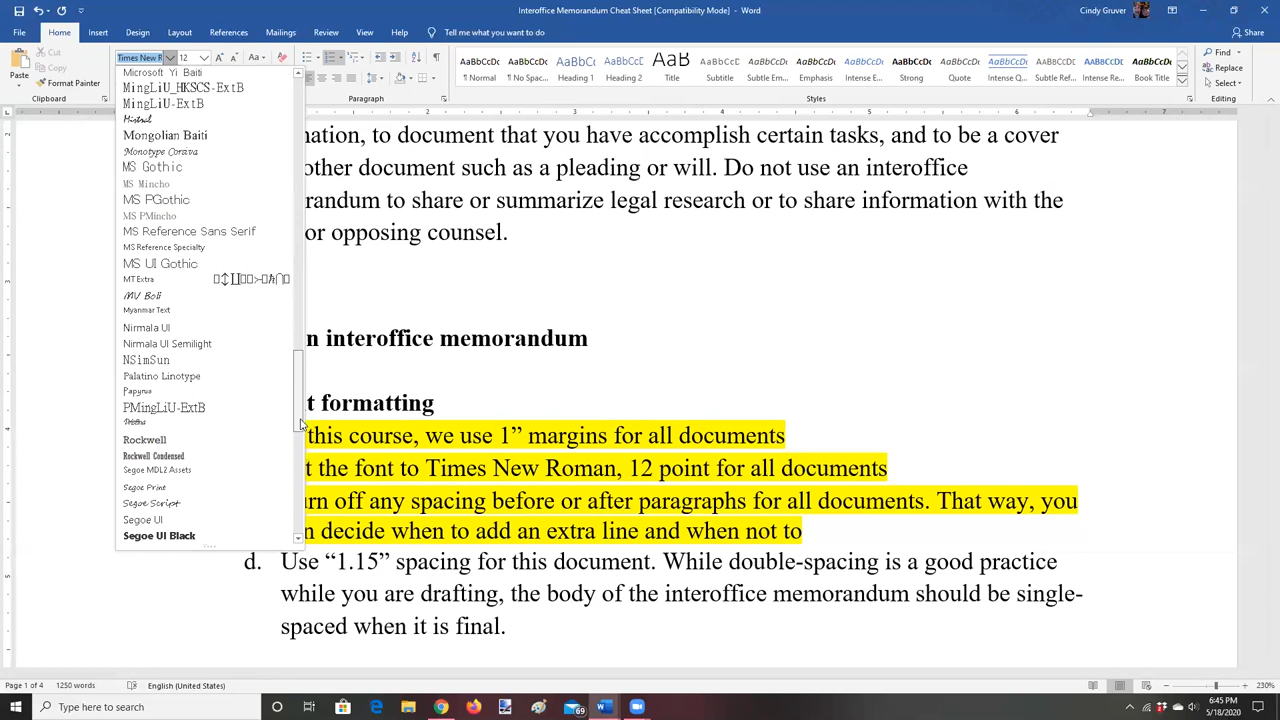 Interoffice Memorandum Cheat Sheet [Compatibility Mode] - Word
Cindy Gruver
File Home Insert Design Layout References Mailings Review View Help Tell me what you want to do Share
Paste Cut Copy Format Painter
Times New R 12 Aa
AaBbCcDc AaBbCcDc AaBbCc AaBbCc AaB AaBbCcD AaBbCcDt AaBbCcDt AaBbCcDc AaBbCcDt AaBbCcDt AABBCCDD AABBCCDD AaBbCcDt
¶ Normal ¶ No Spac... Heading 1 Heading 2 Title Subtitle Subtle Em... Emphasis Intense E... Strong Quote Intense Q... Subtle Ref... Intense Re... Book Title
Find Replace Select
Clipboard Paragraph Styles Editing
Microsoft Yi Baiti
MingLiU_HKSCS-ExtB
MingLiU-ExtB
Mistral
Mongolian Baiti
Monotype Corsiva
MS Gothic
MS Mincho
MS PGothic
MS PMincho
MS Reference Sans Serif
MS Reference Specialty
MS UI Gothic
MT Extra
MV Boli
Myanmar Text
Nirmala UI
Nirmala UI Semilight
NSimSun
Palatino Linotype
Papyrus
PMingLiU-ExtB
Pristina
Rockwell
Rockwell Condensed
Segoe MDL2 Assets
Segoe Print
Segoe Script
Segoe UI
Segoe UI Black
nation, to document that you have accomplish certain tasks, and to be a cover
other document such as a pleading or will. Do not use an interoffice
randum to share or summarize legal research or to share information with the
or opposing counsel.
n interoffice memorandum
t formatting
this course, we use 1” margins for all documents
t the font to Times New Roman, 12 point for all documents
urn off any spacing before or after paragraphs for all documents. That way, you
n decide when to add an extra line and when not to
d. Use “1.15” spacing for this document. While double-spacing is a good practice
while you are drafting, the body of the interoffice memorandum should be single-
spaced when it is final.
Page 1 of 4 1250 words English (United States) 230%
Type here to search
69
6:45 PM
5/18/2020